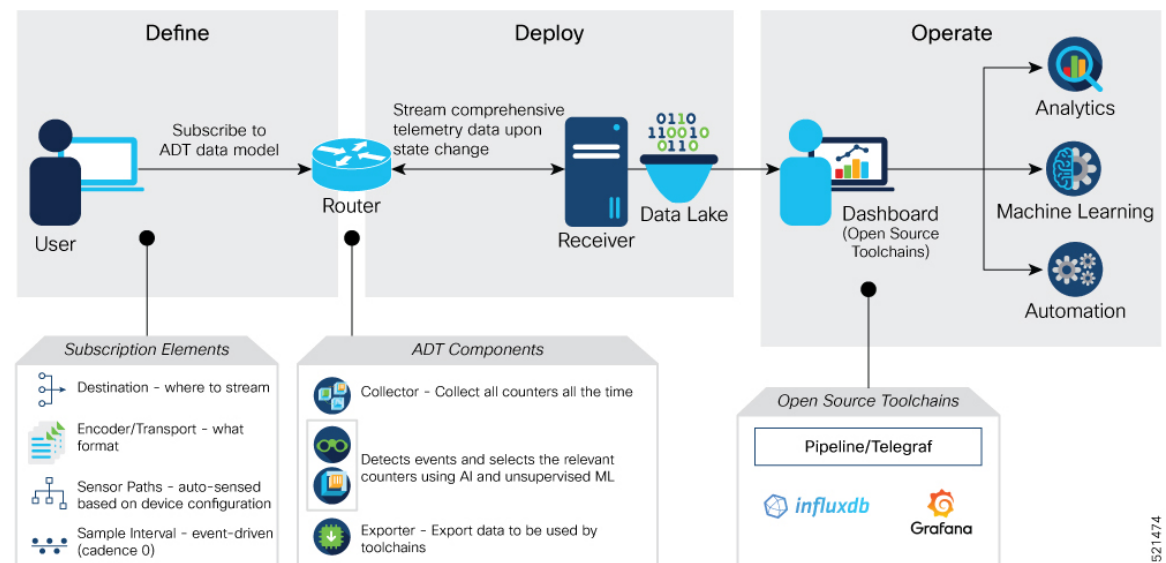 Define
Deploy
Operate
Subscribe to
ADT data model
User
Router
Stream comprehensive
telemetry data upon
state change
Receiver
0110
110010
0110
Data Lake
Dashboard
(Open Source
Toolchains)
Analytics
Machine Learning
Automation
Subscription Elements
Destination - where to stream
Encoder/Transport - what
format
Sensor Paths - auto-sensed
based on device configuration
Sample Interval - event-driven
(cadence 0)
ADT Components
Collector - Collect all counters all the time
Detects events and selects the relevant
counters using AI and unsupervised ML
Exporter - Export data to be used by
toolchains
Open Source Toolchains
Pipeline/Telegraf
influxdb
Grafana
521474